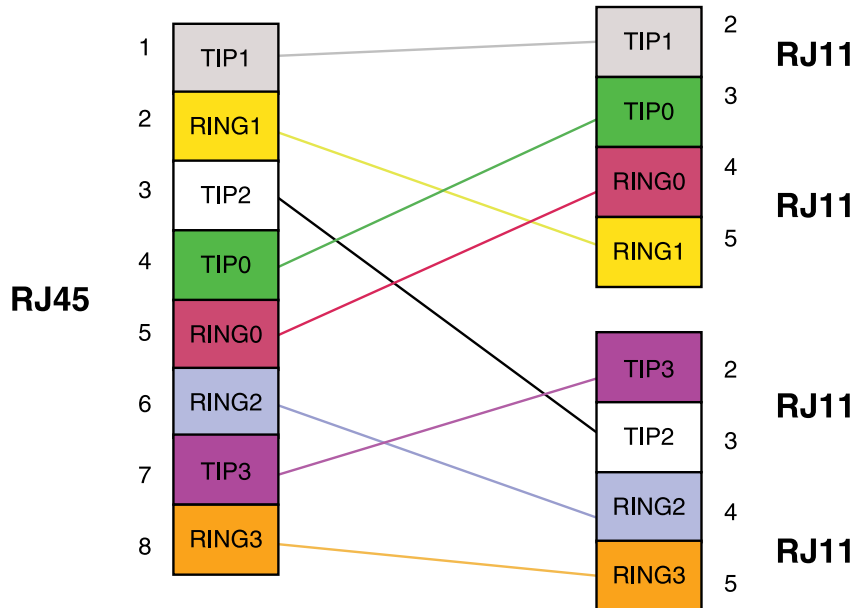 RJ45
1 TIP1
2 RING1
3 TIP2
4 TIP0
5 RING0
6 RING2
7 TIP3
8 RING3
TIP1 2
TIP0 3
RING0 4
RING1 5
RJ11
RJ11
TIP3 2
TIP2 3
RING2 4
RING3 5
RJ11
RJ11